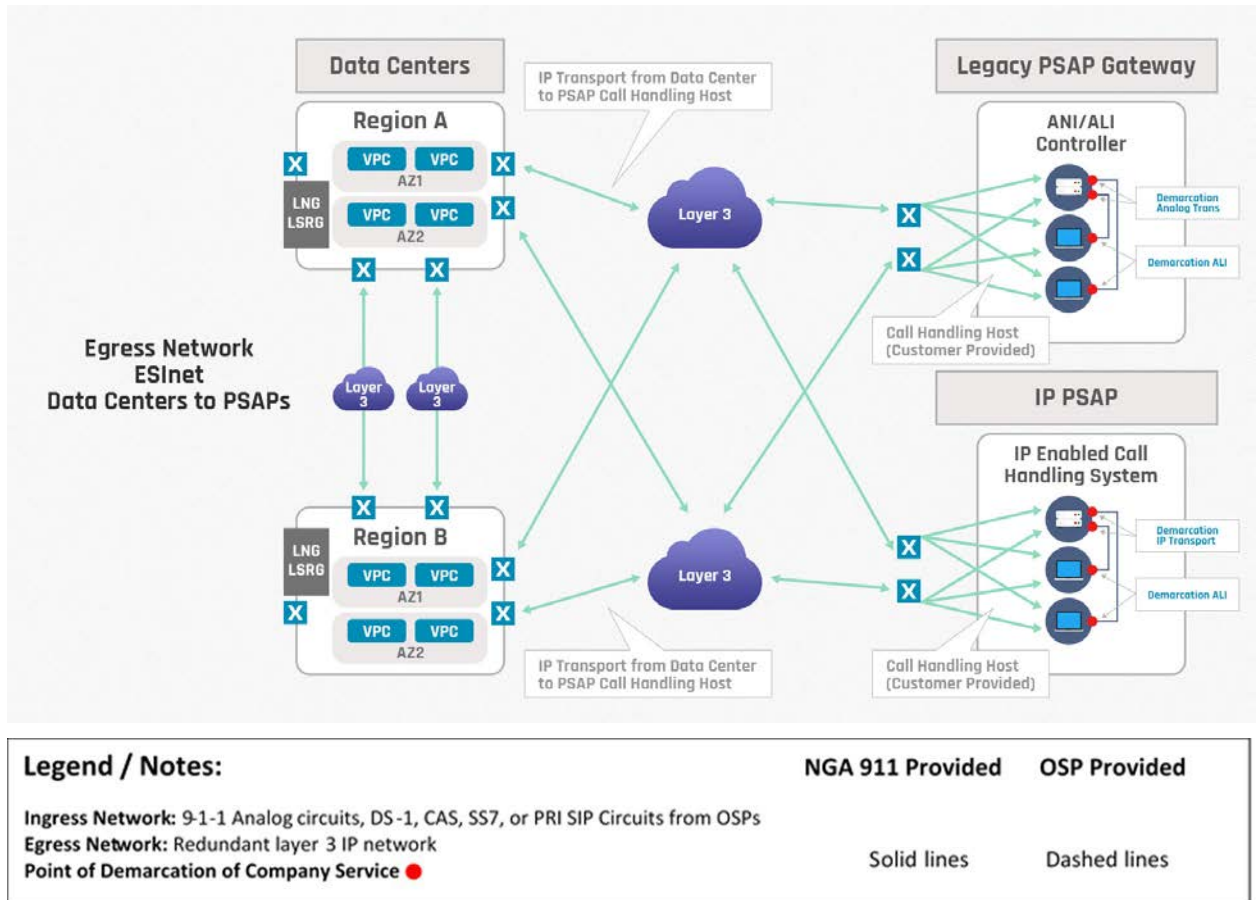 Data Centers
Region A
VPC VPC
AZ1
VPC VPC
AZ2
LNG
LSRG
X
X
X
X
X
IP Transport from Data Center
to PSAP Call Handling Host
Layer 3
Legacy PSAP Gateway
ANI/ALI
Controller
X
X
Demarcation
Analog Trans
Demarcation ALI
Call Handling Host
(Customer Provided)
Egress Network
ESInet
Data Centers to PSAPs
Layer
3
Layer
3
X
X
Region B
LNG
LSRG
VPC VPC
AZ1
VPC VPC
AZ2
X
X
X
Layer 3
IP Transport from Data Center
to PSAP Call Handling Host
IP PSAP
IP Enabled Call
Handling System
X
X
Demarcation
IP Transport
Demarcation ALI
Call Handling Host
(Customer Provided)
Legend / Notes:
NGA 911 Provided OSP Provided
Ingress Network: 9-1-1 Analog circuits, DS-1, CAS, SS7, or PRI SIP Circuits from OSPs
Egress Network: Redundant layer 3 IP network
Point of Demarcation of Company Service
Solid lines Dashed lines